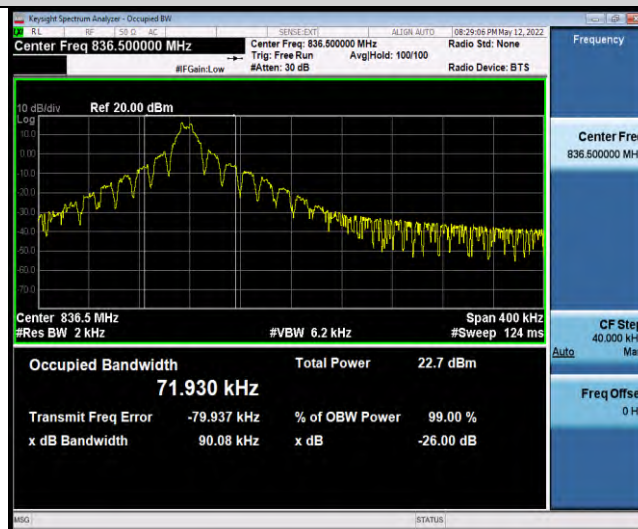 Keysight Spectrum Analyzer - Occupied BW
RL RF 50 Ω AC SENSE:EXT ALIGN AUTO 08:29:06 PM May 12, 2022
Center Freq 836.500000 MHz
Center Freq: 836.500000 MHz
Radio Std: None
Trig: Free Run Avg|Hold: 100/100
#IFGain:Low #Atten: 30 dB
Radio Device: BTS
Frequency
10 dB/div Ref 20.00 dBm
Log
10.0
0.00
-10.0
-20.0
-30.0
-40.0
-50.0
-60.0
-70.0
Center 836.5 MHz Span 400 kHz
#Res BW 2 kHz #VBW 6.2 kHz #Sweep 124 ms
Center Fre
836.500000 MH
CF Step
40.000 kH
Auto Ma
Freq Offse
0 H
Occupied Bandwidth Total Power 22.7 dBm
71.930 kHz
Transmit Freq Error -79.937 kHz % of OBW Power 99.00 %
x dB Bandwidth 90.08 kHz x dB -26.00 dB
MSG STATUS